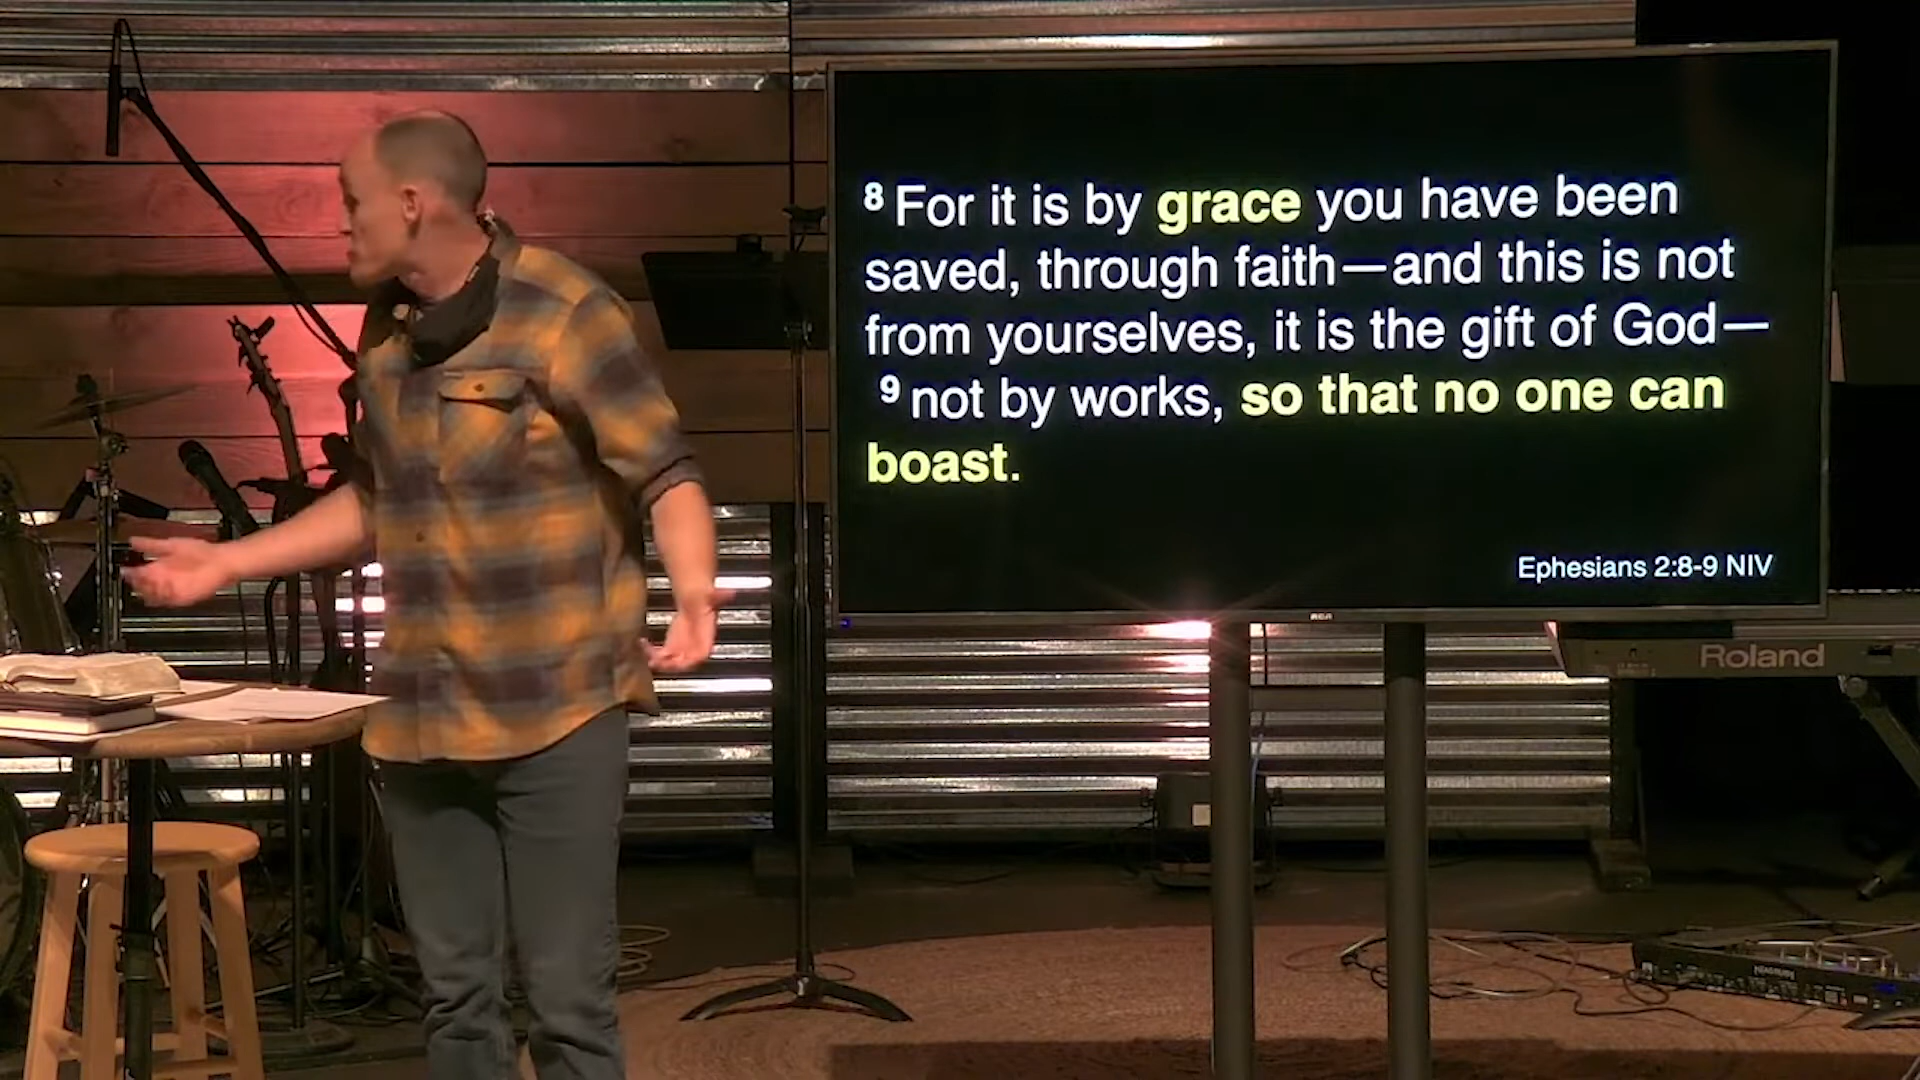 8 For it is by grace you have been
saved, through faith—and this is not
from yourselves, it is the gift of God—
9 not by works, so that no one can
boast.
Ephesians 2:8-9 NIV
RCA
Roland